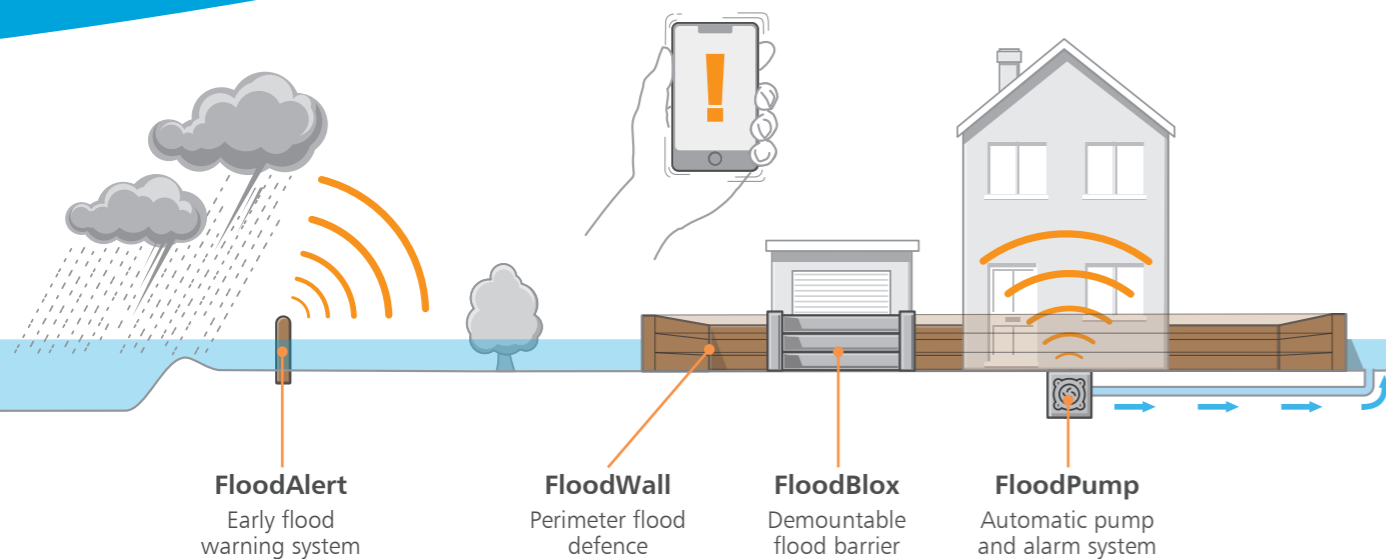 FloodAlert
Early flood
warning system
FloodWall
Perimeter flood
defence
FloodBlox
Demountable
flood barrier
FloodPump
Automatic pump
and alarm system